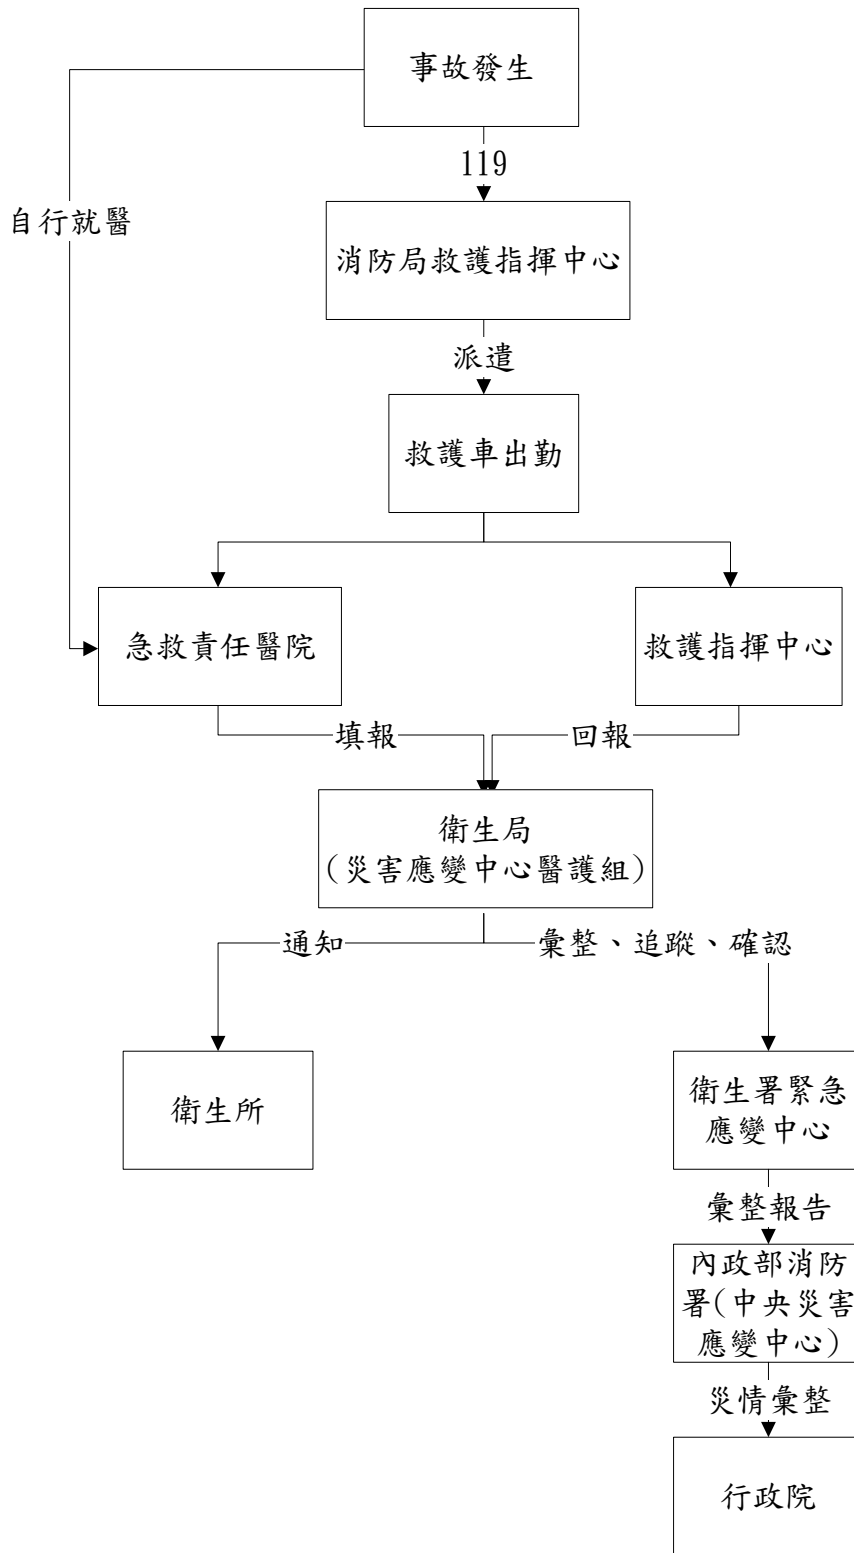 事故發生
119
自行就醫
消防局救護指揮中心
派遣
救護車出勤
急救責任醫院
救護指揮中心
填報
回報
衛生局
(災害應變中心醫護組)
通知
彙整、追蹤、確認
衛生所
衛生署緊急
應變中心
彙整報告
內政部消防
署(中央災害
應變中心)
災情彙整
行政院